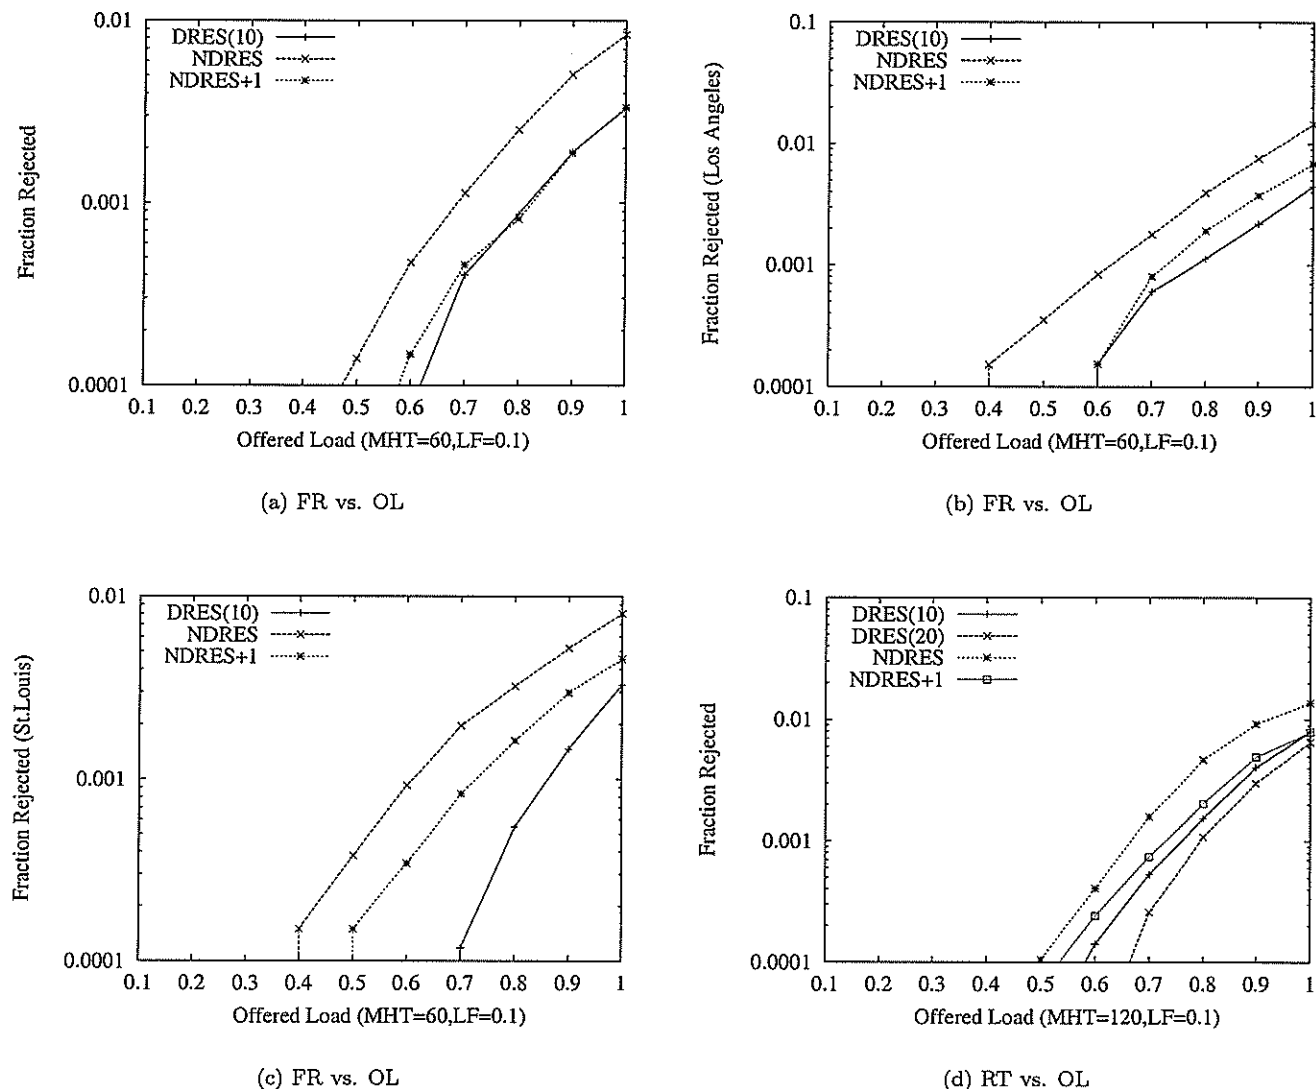 0.01
DRES(10)
NDRES
NDRES+1
0.001
0.0001
Fraction Rejected
0.1 0.2 0.3 0.4 0.5 0.6 0.7 0.8 0.9 1
Offered Load (MHT=60,LF=0.1)
(a) FR vs. OL
0.1
DRES(10)
NDRES
NDRES+1
0.01
0.001
0.0001
Fraction Rejected (Los Angeles)
0.1 0.2 0.3 0.4 0.5 0.6 0.7 0.8 0.9 1
Offered Load (MHT=60,LF=0.1)
(b) FR vs. OL
0.01
DRES(10)
NDRES
NDRES+1
0.001
0.0001
Fraction Rejected (St.Louis)
0.1 0.2 0.3 0.4 0.5 0.6 0.7 0.8 0.9 1
Offered Load (MHT=60,LF=0.1)
(c) FR vs. OL
0.1
DRES(10)
DRES(20)
NDRES
NDRES+1
0.01
0.001
0.0001
Fraction Rejected
0.1 0.2 0.3 0.4 0.5 0.6 0.7 0.8 0.9 1
Offered Load (MHT=120,LF=0.1)
(d) RT vs. OL